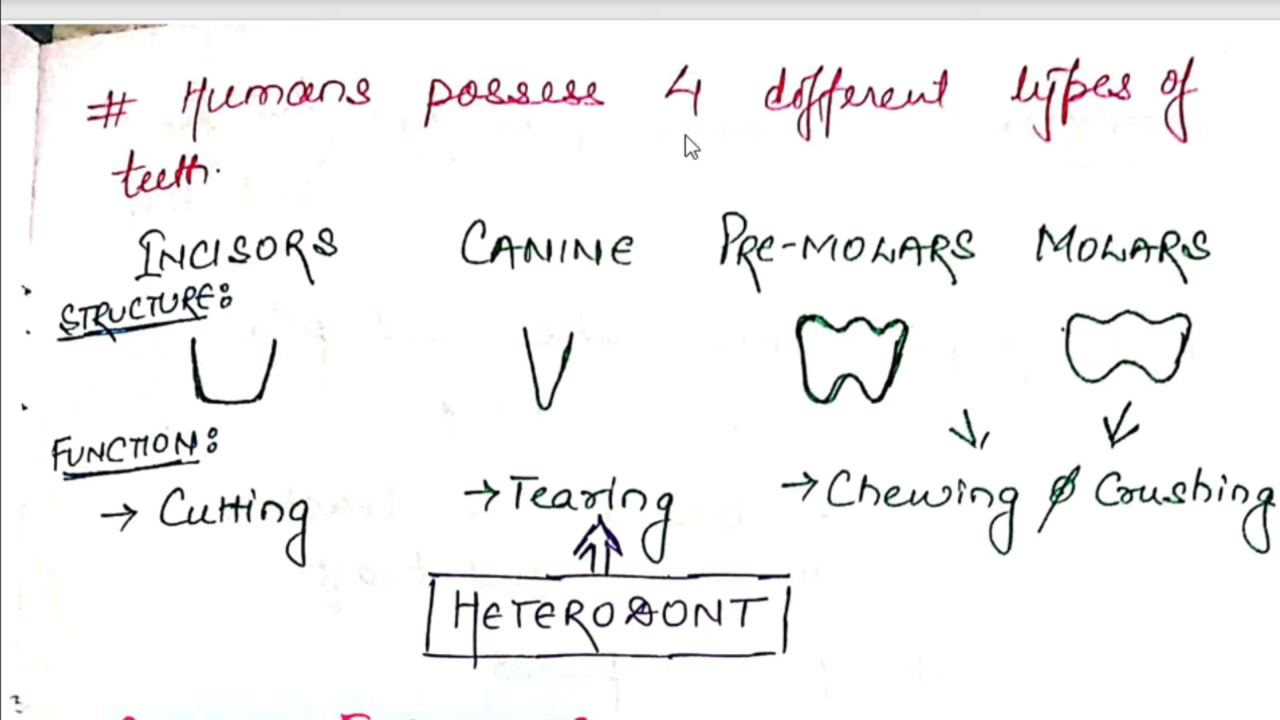 # Humans possess 4 different types of
teeth.
INCISORS CANINE PRE-MOLARS MOLARS
STRUCTURE:
FUNCTION:
→ Cutting → Tearing → Chewing & Crushing
HETERODONT